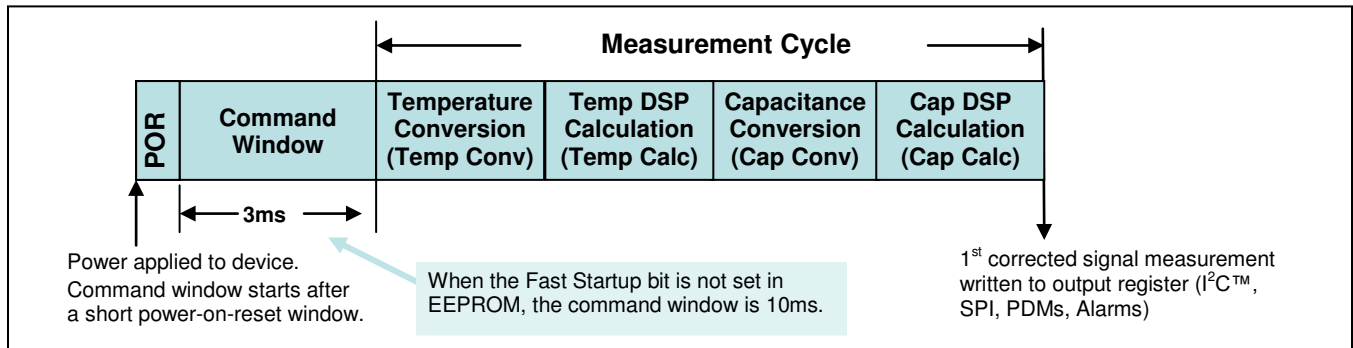 Measurement Cycle
POR
Command
Window
Temperature
Conversion
(Temp Conv)
Temp DSP
Calculation
(Temp Calc)
Capacitance
Conversion
(Cap Conv)
Cap DSP
Calculation
(Cap Calc)
3ms
Power applied to device.
Command window starts after
a short power-on-reset window.
When the Fast Startup bit is not set in
EEPROM, the command window is 10ms.
1st corrected signal measurement
written to output register (I²C™,
SPI, PDMs, Alarms)